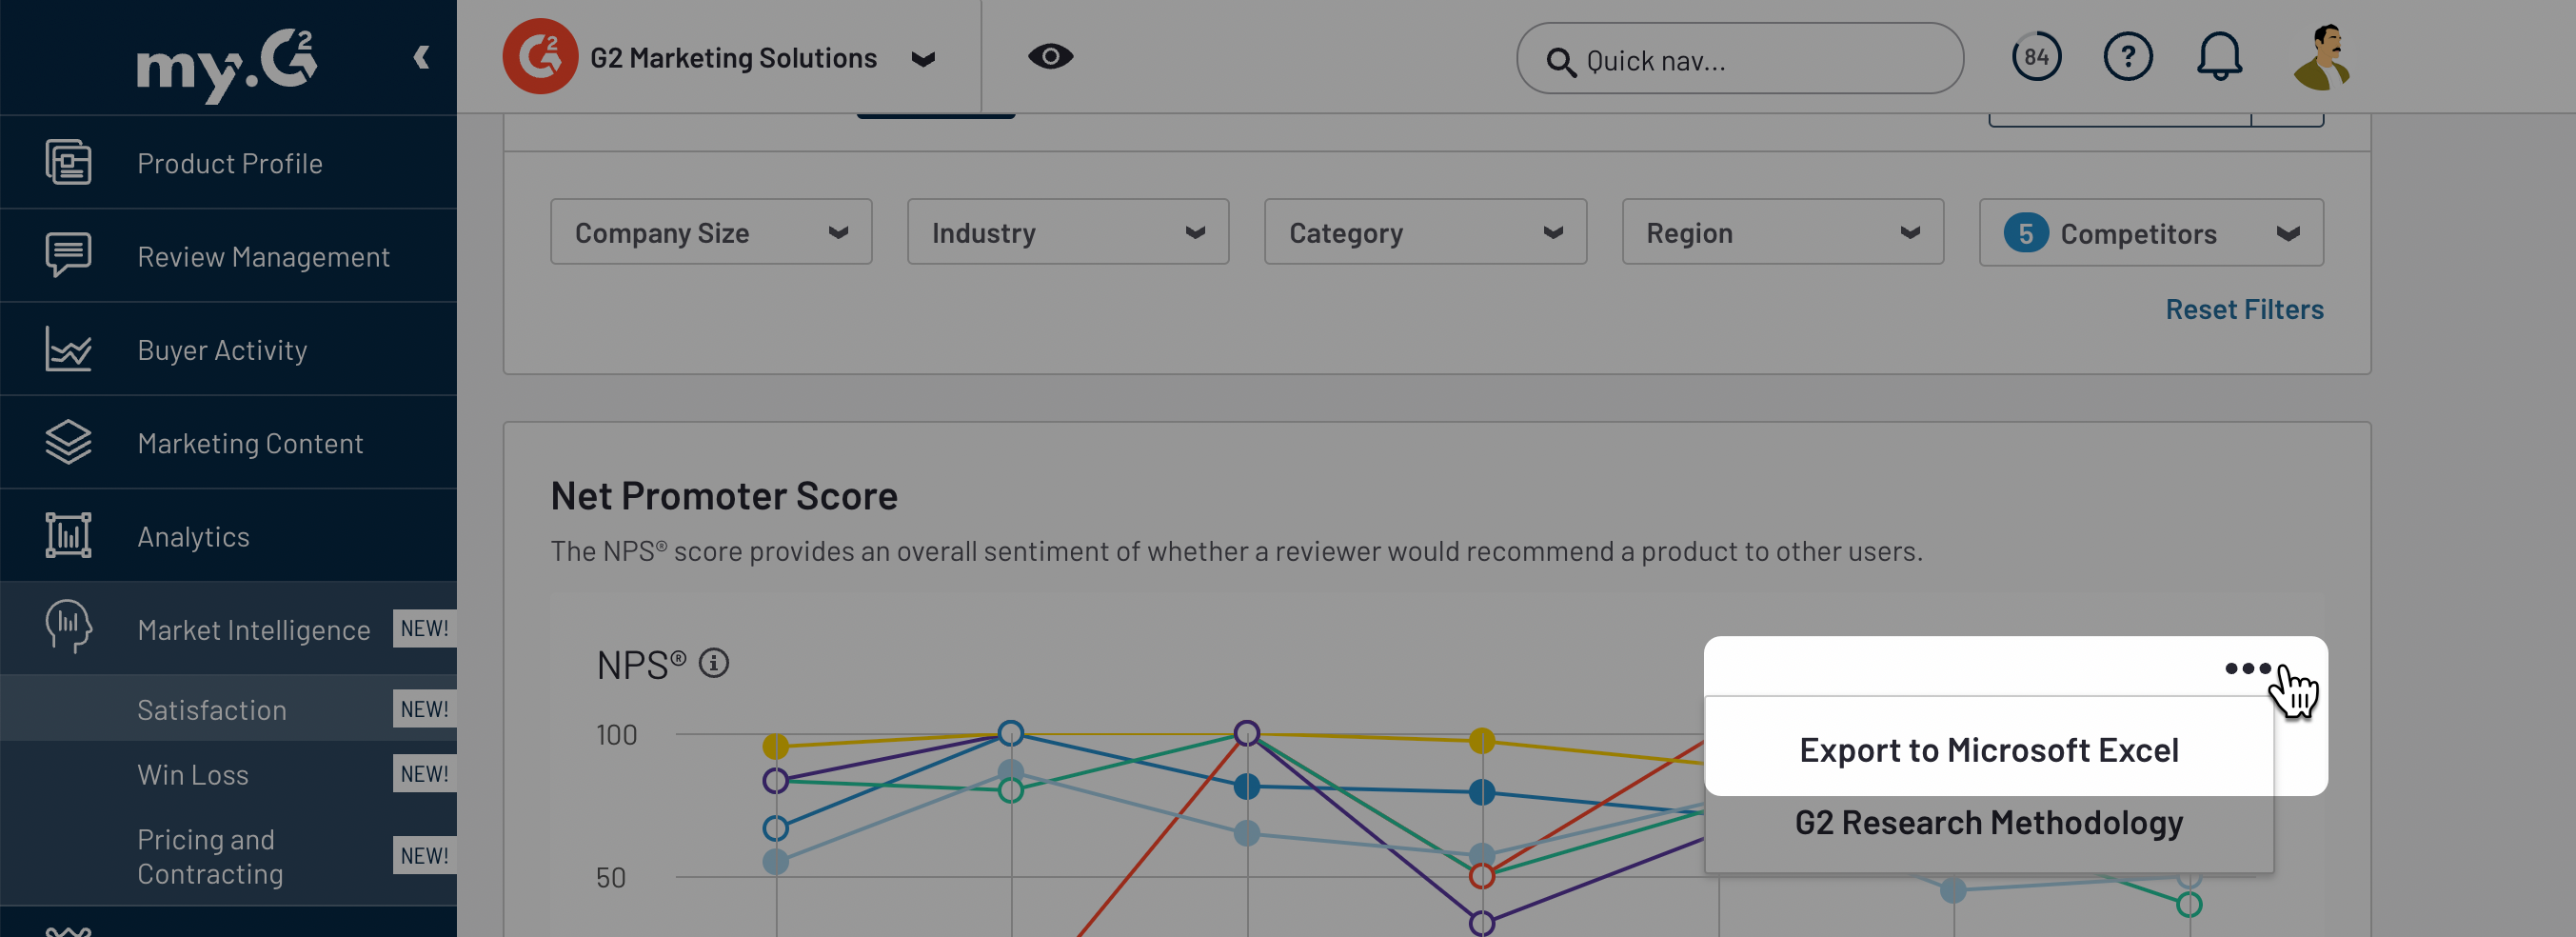 my.G2
G2 Marketing Solutions
Quick nav...
84
?
Product Profile
Review Management
Buyer Activity
Marketing Content
Analytics
Market Intelligence NEW!
Satisfaction NEW!
Win Loss NEW!
Pricing and
Contracting NEW!
Company Size
Industry
Category
Region
5 Competitors
Reset Filters
Net Promoter Score
The NPS® score provides an overall sentiment of whether a reviewer would recommend a product to other users.
NPS®
100
50
Export to Microsoft Excel
G2 Research Methodology